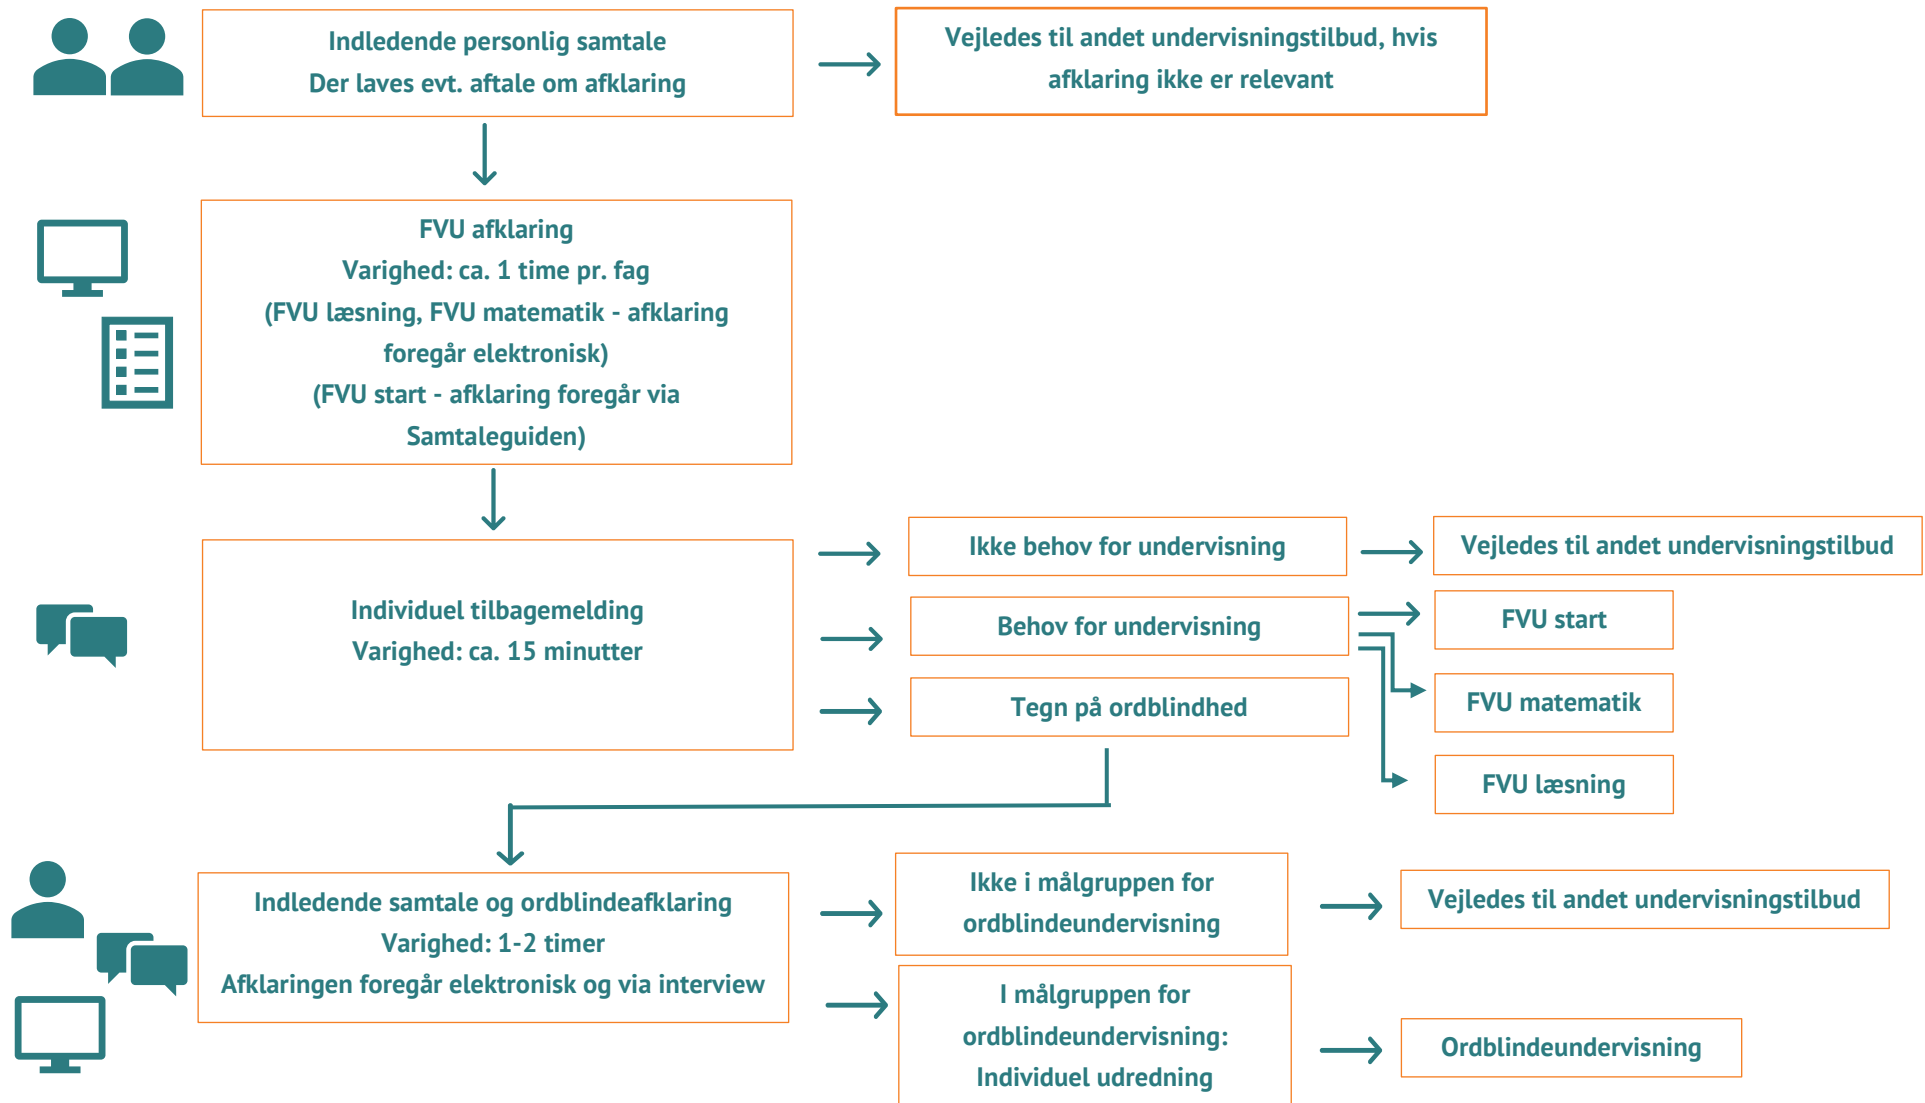 Indledende personlig samtale
Der laves evt. aftale om afklaring
Vejledes til andet undervisningstilbud, hvis
afklaring ikke er relevant
FVU afklaring
Varighed: ca. 1 time pr. fag
(FVU læsning, FVU matematik - afklaring
foregår elektronisk)
(FVU start - afklaring foregår via
Samtaleguiden)
Individuel tilbagemelding
Varighed: ca. 15 minutter
Ikke behov for undervisning
Vejledes til andet undervisningstilbud
Behov for undervisning
FVU start
FVU matematik
FVU læsning
Tegn på ordblindhed
Indledende samtale og ordblindeafklaring
Varighed: 1-2 timer
Afklaringen foregår elektronisk og via interview
Ikke i målgruppen for
ordblindeundervisning
Vejledes til andet undervisningstilbud
I målgruppen for
ordblindeundervisning:
Individuel udredning
Ordblindeundervisning